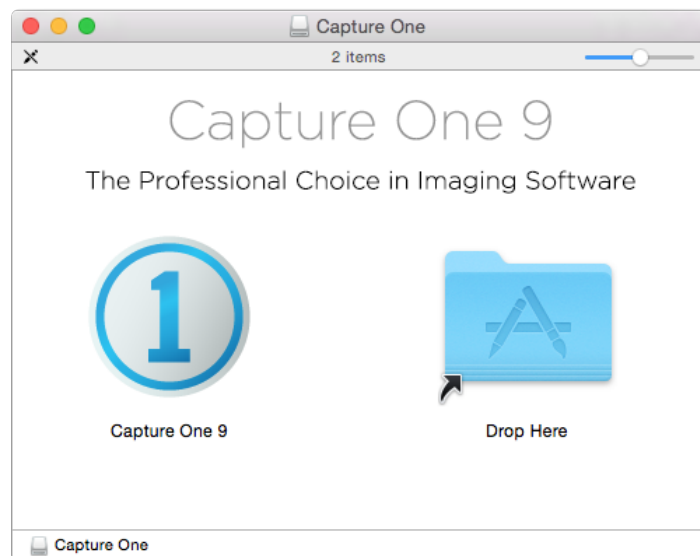 Capture One
2 items
Capture One 9
The Professional Choice in Imaging Software
1
Capture One 9
Drop Here
Capture One